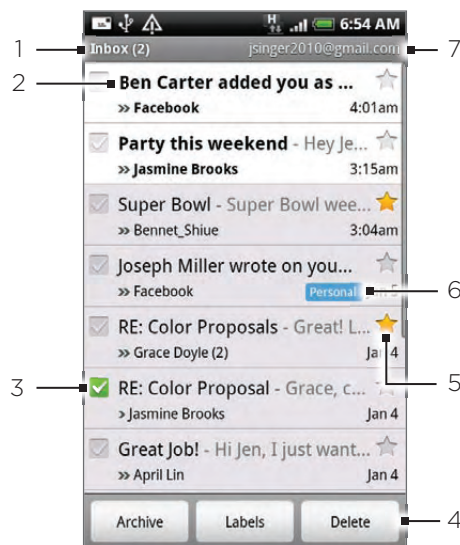 H 6:54 AM
1 Inbox (2) jsinger2010@gmail.com 7
2 Ben Carter added you as ...
» Facebook 4:01am
Party this weekend - Hey Je...
» Jasmine Brooks 3:15am
Super Bowl - Super Bowl wee...
» Bennet_Shiue 3:04am
Joseph Miller wrote on you...
» Facebook Personal 6
RE: Color Proposals - Great! L...
» Grace Doyle (2) Jan 4 5
3 RE: Color Proposal - Grace, c...
› Jasmine Brooks Jan 4
Great Job! - Hi Jen, I just want...
» April Lin Jan 4
Archive Labels Delete 4